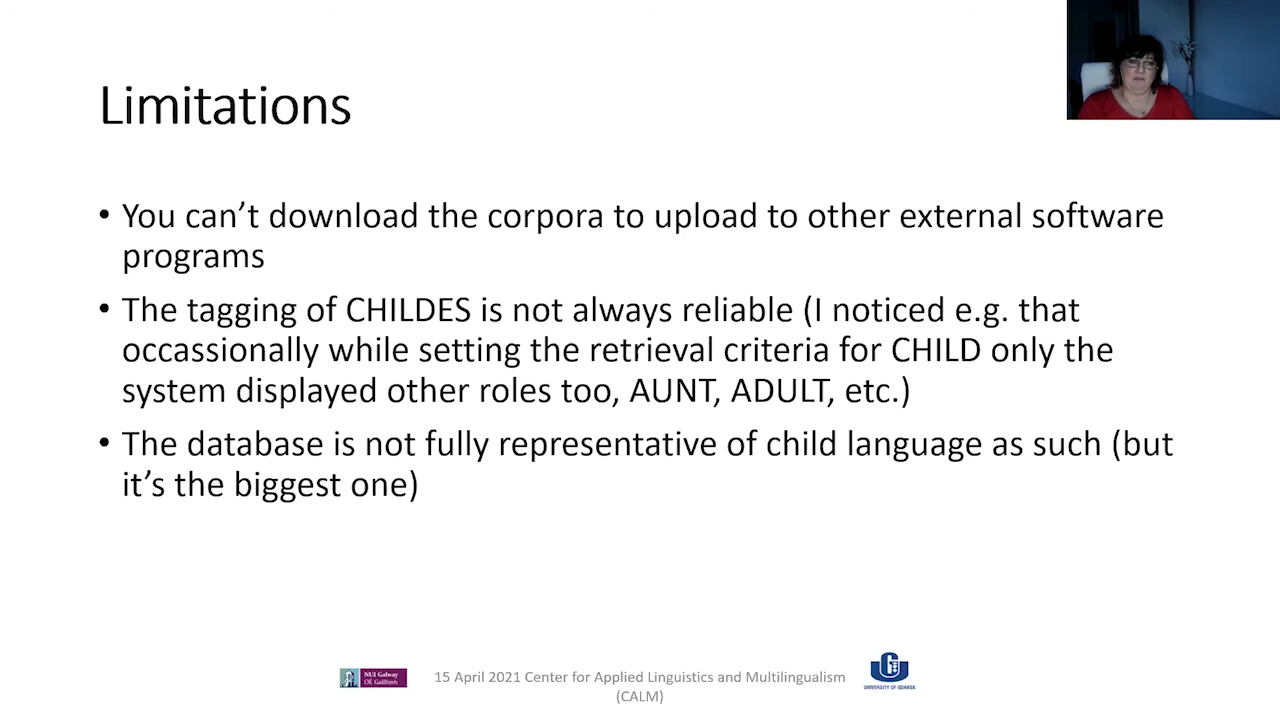 Limitations
• You can’t download the corpora to upload to other external software
programs
• The tagging of CHILDES is not always reliable (I noticed e.g. that
occassionally while setting the retrieval criteria for CHILD only the
system displayed other roles too, AUNT, ADULT, etc.)
• The database is not fully representative of child language as such (but
it’s the biggest one)
NUI Galway
OÉ Gaillimh
15 April 2021 Center for Applied Linguistics and Multilingualism
(CALM)
UNIVERSITY OF GDAŃSK